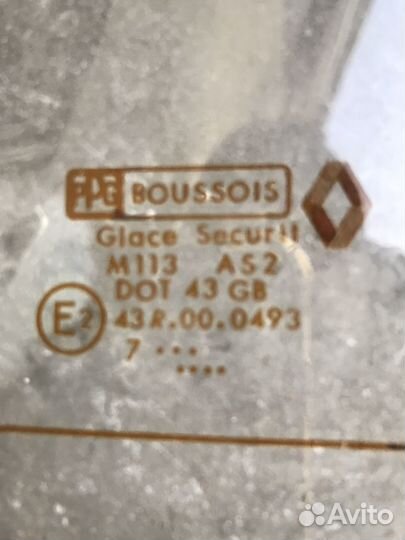 PPG BOUSSOIS
Glace Securit
M113 AS2
DOT 43 GB
E2 43R.00.0493
7 ...
....
Avito